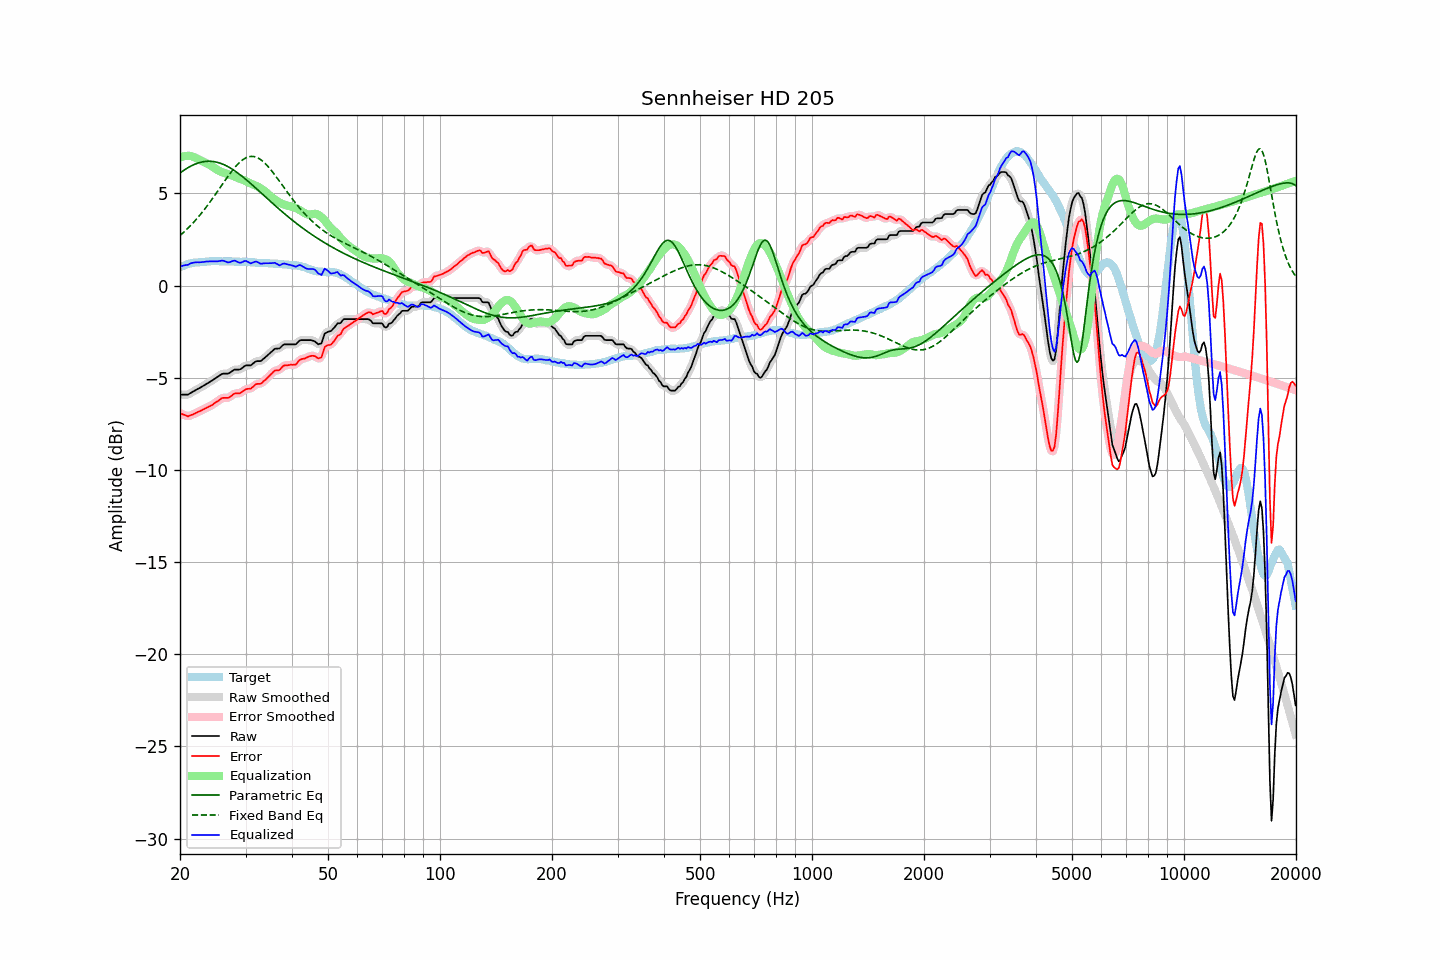 Sennheiser HD 205
Amplitude (dBr)
5
0
−5
−10
−15
−20
−25
−30
Target
Raw Smoothed
Error Smoothed
Raw
Error
Equalization
Parametric Eq
Fixed Band Eq
Equalized
20 50 100 200 500 1000 2000 5000 10000 20000
Frequency (Hz)